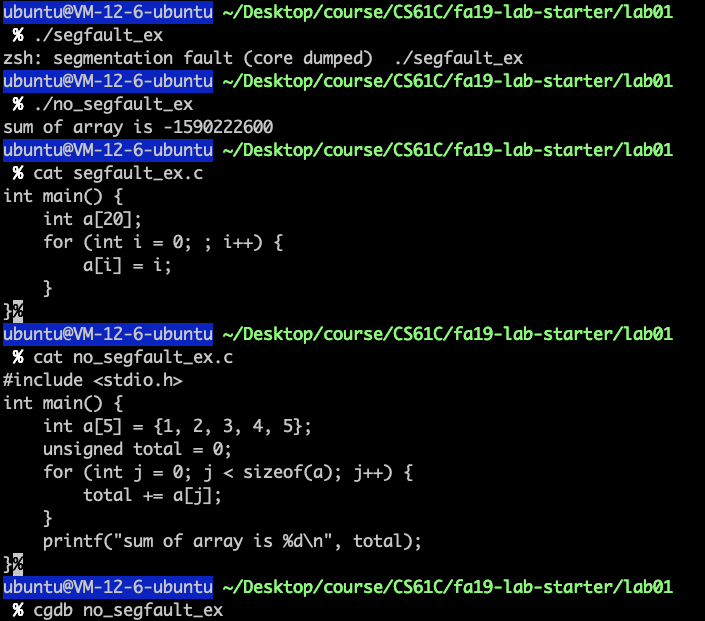 ubuntu@VM-12-6-ubuntu ~/Desktop/course/CS61C/fa19-lab-starter/lab01
 % ./segfault_ex
zsh: segmentation fault (core dumped)  ./segfault_ex
ubuntu@VM-12-6-ubuntu ~/Desktop/course/CS61C/fa19-lab-starter/lab01
 % ./no_segfault_ex
sum of array is -1590222600
ubuntu@VM-12-6-ubuntu ~/Desktop/course/CS61C/fa19-lab-starter/lab01
 % cat segfault_ex.c
int main() {
    int a[20];
    for (int i = 0; ; i++) {
        a[i] = i;
    }
}%
ubuntu@VM-12-6-ubuntu ~/Desktop/course/CS61C/fa19-lab-starter/lab01
 % cat no_segfault_ex.c
#include <stdio.h>
int main() {
    int a[5] = {1, 2, 3, 4, 5};
    unsigned total = 0;
    for (int j = 0; j < sizeof(a); j++) {
        total += a[j];
    }
    printf("sum of array is %d\n", total);
}%
ubuntu@VM-12-6-ubuntu ~/Desktop/course/CS61C/fa19-lab-starter/lab01
 % cgdb no_segfault_ex